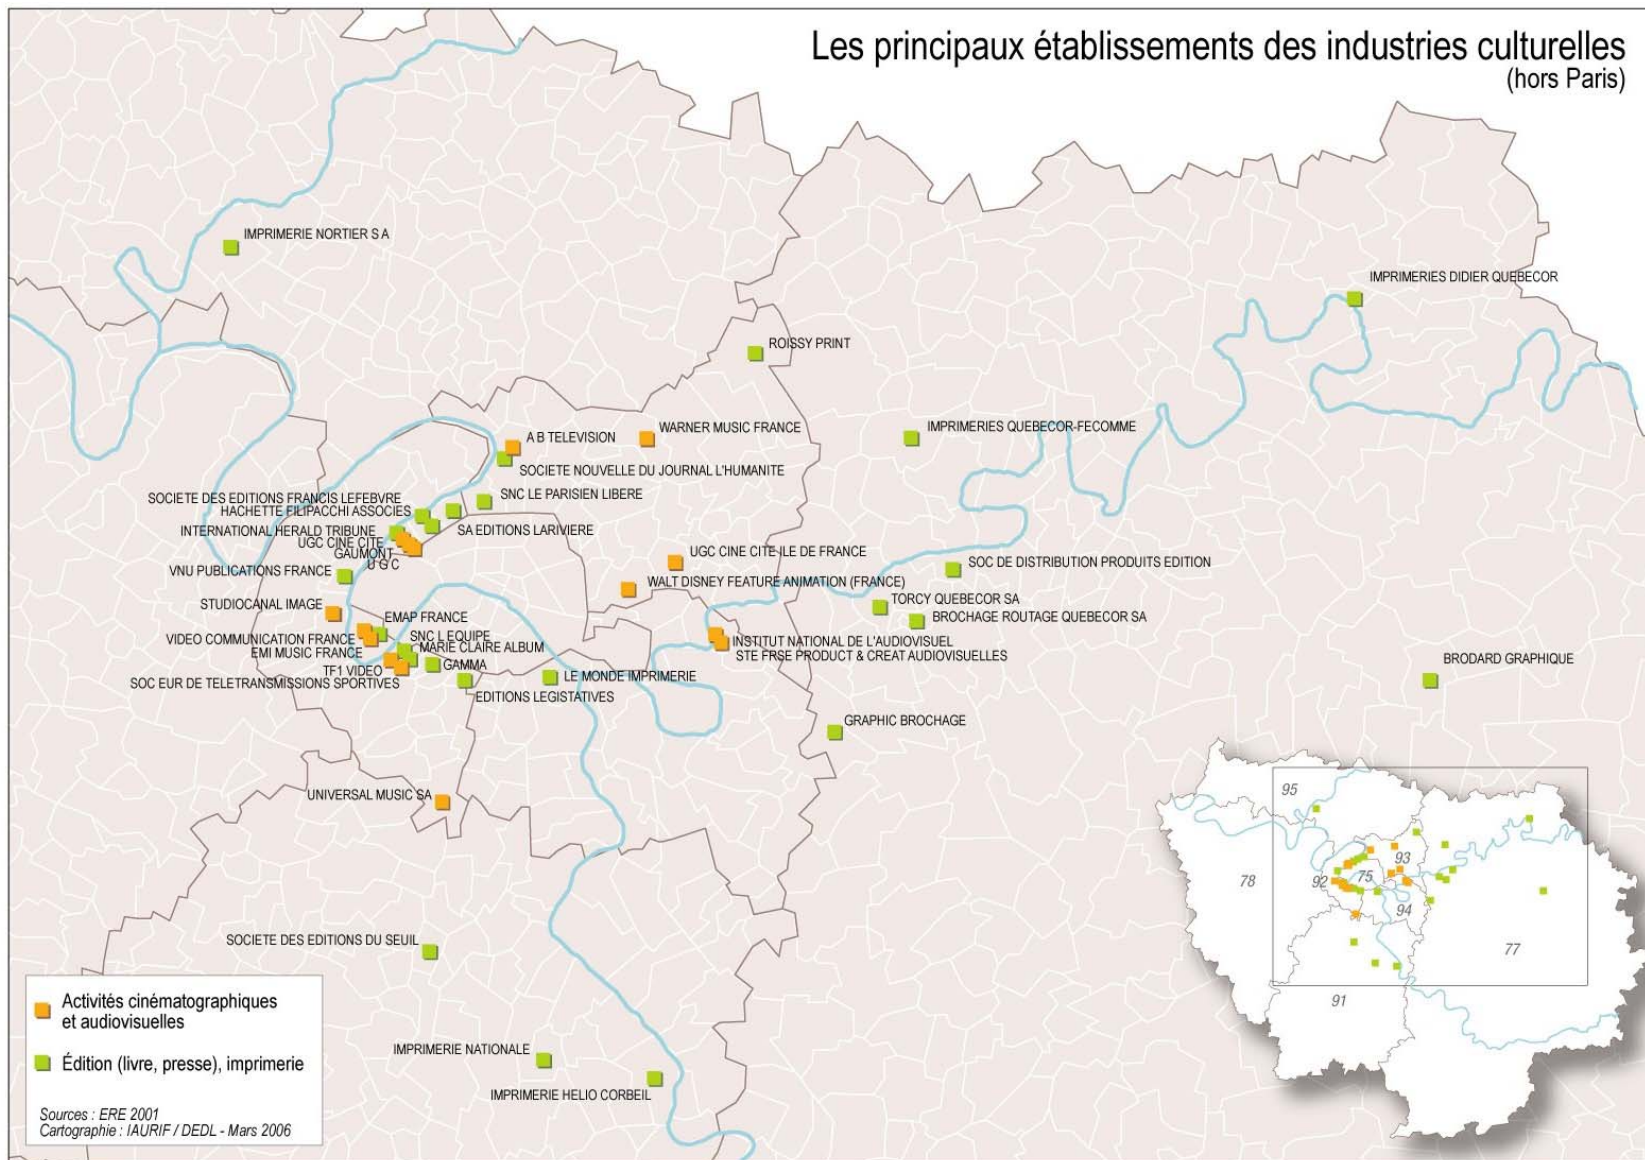 Les principaux établissements des industries culturelles
(hors Paris)
IMPRIMERIE NORTIER S A
IMPRIMERIES DIDIER QUEBECOR
ROISSY PRINT
IMPRIMERIES QUEBECOR-FECOMME
WARNER MUSIC FRANCE
A B TELEVISION
SOCIETE NOUVELLE DU JOURNAL L'HUMANITE
SNC LE PARISIEN LIBERE
SOCIETE DES EDITIONS FRANCIS LEFEBVRE
HACHETTE FILIPACCHI ASSOCIES
SA EDITIONS LARIVIERE
INTERNATIONAL HERALD TRIBUNE
UGC CINE CITE
GAUMONT
U G C
UGC CINE CITE ILE DE FRANCE
VNU PUBLICATIONS FRANCE
SOC DE DISTRIBUTION PRODUITS EDITION
WALT DISNEY FEATURE ANIMATION (FRANCE)
TORCY QUEBECOR SA
STUDIOCANAL IMAGE
EMAP FRANCE
BROCHAGE ROUTAGE QUEBECOR SA
VIDEO COMMUNICATION FRANCE
SNC L EQUIPE
INSTITUT NATIONAL DE L'AUDIOVISUEL
EMI MUSIC FRANCE
MARIE CLAIRE ALBUM
STE FRSE PRODUCT & CREAT AUDIOVISUELLES
BRODARD GRAPHIQUE
TF1 VIDEO
GAMMA
LE MONDE IMPRIMERIE
SOC EUR DE TELETRANSMISSIONS SPORTIVES
EDITIONS LEGISTATIVES
GRAPHIC BROCHAGE
UNIVERSAL MUSIC SA
SOCIETE DES EDITIONS DU SEUIL
IMPRIMERIE NATIONALE
IMPRIMERIE HELIO CORBEIL
95
93
78
92
75
94
77
91
Activités cinématographiques
et audiovisuelles
Édition (livre, presse), imprimerie
Sources : ERE 2001
Cartographie : IAURIF / DEDL - Mars 2006